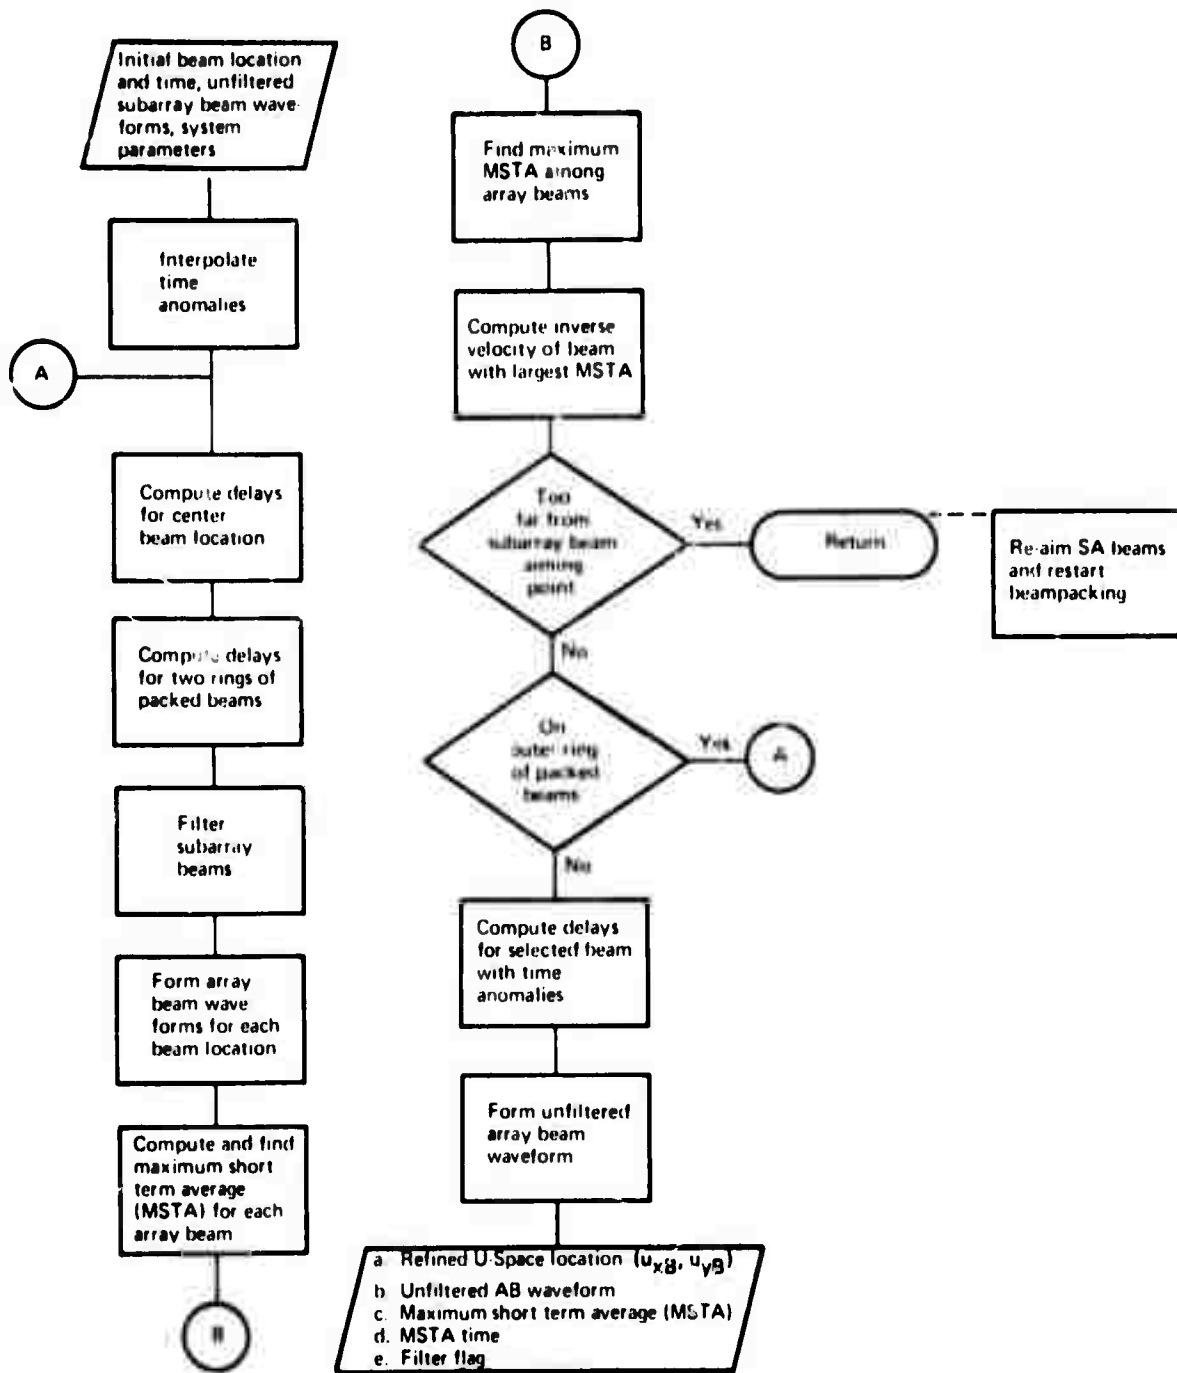 Initial beam location
and time, unfiltered
subarray beam wave-
forms, system
parameters
Interpolate
time
anomalies
A
Compute delays
for center
beam location
Compute delays
for two rings of
packed beams
Filter
subarray
beams
Form array
beam wave
forms for each
beam location
Compute and find
maximum short
term average
(MSTA) for each
array beam
B
B
Find maximum
MSTA among
array beams
Compute inverse
velocity of beam
with largest MSTA
Too
far from
subarray beam
aiming
point
Yes
Return
Re-aim SA beams
and restart
beampacking
No
On
outer ring
of packed
beams
Yes
A
No
Compute delays
for selected beam
with time
anomalies
Form unfiltered
array beam
waveform
a. Refined U-Space location (u_xB, u_yB)
b. Unfiltered AB waveform
c. Maximum short term average (MSTA)
d. MSTA time
e. Filter flag